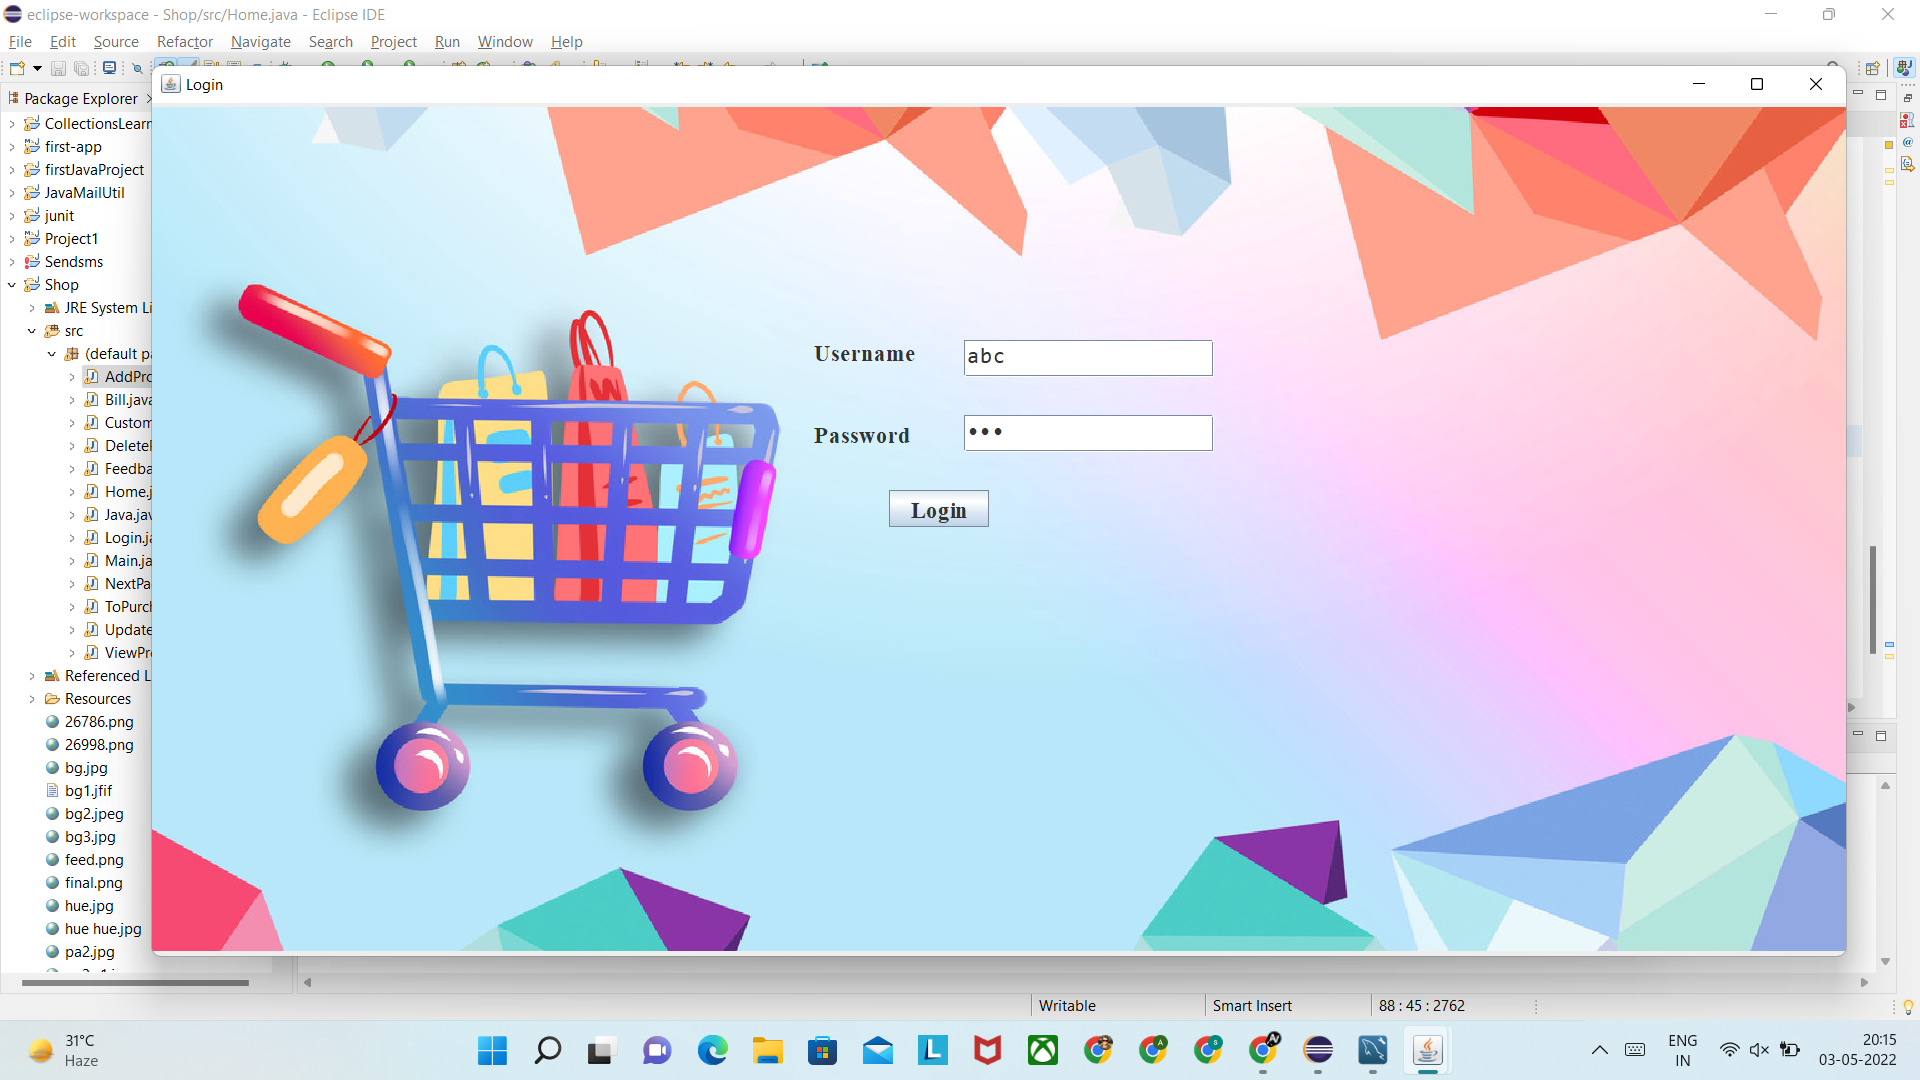 eclipse-workspace - Shop/src/Home.java - Eclipse IDE
File Edit Source Refactor Navigate Search Project Run Window Help
Login
Package Explorer
CollectionsLearn
first-app
firstJavaProject
JavaMailUtil
junit
Project1
Sendsms
Shop
JRE System Li
src
(default pa
AddPro
Bill.java
Custom
Delete
Feedba
Home.j
Java.jav
Login.ja
Main.ja
NextPa
ToPurch
Update
ViewPr
Referenced L
Resources
26786.png
26998.png
bg.jpg
bg1.jfif
bg2.jpeg
bg3.jpg
feed.png
final.png
hue.jpg
hue hue.jpg
pa2.jpg
Username abc
Password •••
Login
Writable Smart Insert 88 : 45 : 2762
31°C
Haze
ENG
IN
20:15
03-05-2022